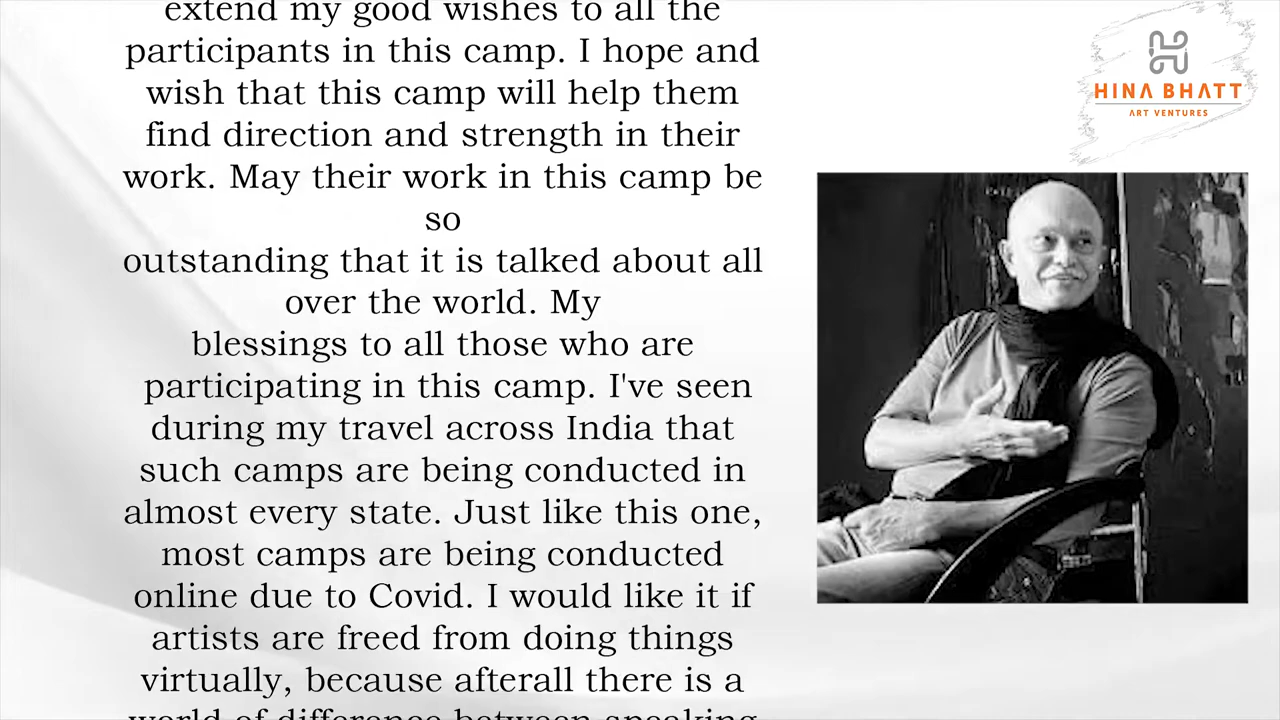 extend my good wishes to all the
participants in this camp. I hope and
wish that this camp will help them
find direction and strength in their
work. May their work in this camp be
so
outstanding that it is talked about all
over the world. My
blessings to all those who are
participating in this camp. I've seen
during my travel across India that
such camps are being conducted in
almost every state. Just like this one,
most camps are being conducted
online due to Covid. I would like it if
artists are freed from doing things
virtually, because afterall there is a
world of difference between speaking
HINA BHATT
ART VENTURES